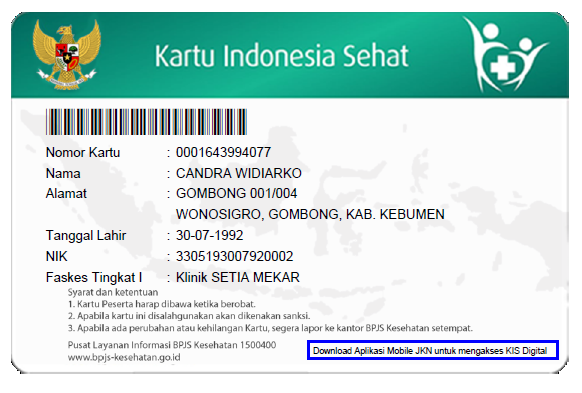 Kartu Indonesia Sehat
Nomor Kartu : 0001643994077
Nama : CANDRA WIDIARKO
Alamat : GOMBONG 001/004
WONOSIGRO, GOMBONG, KAB. KEBUMEN
Tanggal Lahir : 30-07-1992
NIK : 3305193007920002
Faskes Tingkat I : Klinik SETIA MEKAR
Syarat dan ketentuan
1. Kartu Peserta harap dibawa ketika berobat.
2. Apabila kartu ini disalahgunakan akan dikenakan sanksi.
3. Apabila ada perubahan atau kehilangan Kartu, segera lapor ke kantor BPJS Kesehatan setempat.
Pusat Layanan Informasi BPJS Kesehatan 1500400
www.bpjs-kesehatan.go.id
Download Aplikasi Mobile JKN untuk mengakses KIS Digital